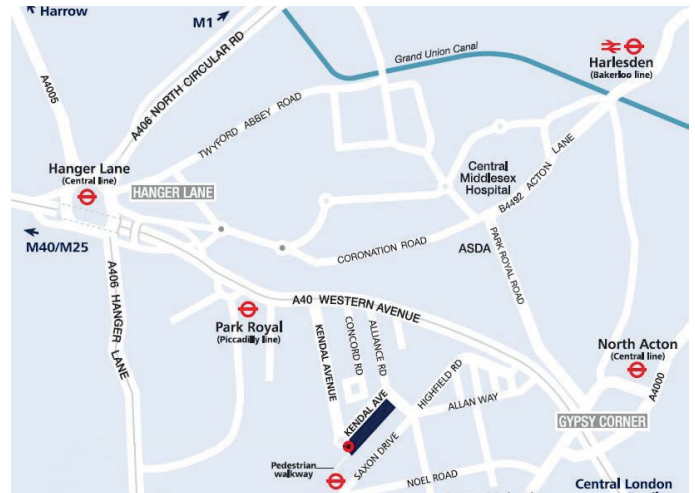 Harrow
M1
A4005
A406 NORTH CIRCULAR RD
Grand Union Canal
Harlesden
(Bakerloo line)
TWYFORD ABBEY ROAD
Hanger Lane
(Central line)
HANGER LANE
Central
Middlesex
Hospital
B4492 ACTON LANE
M40/M25
CORONATION ROAD
ASDA
PARK ROYAL ROAD
A406 HANGER LANE
A40 WESTERN AVENUE
Park Royal
(Piccadilly line)
KENDAL AVENUE
CONCORD RD
ALLIANCE RD
North Acton
(Central line)
HIGHFIELD RD
ALLAN WAY
A4000
KENDAL AVE
GYPSY CORNER
SAXON DRIVE
Pedestrian
walkway
NOEL ROAD
Central London